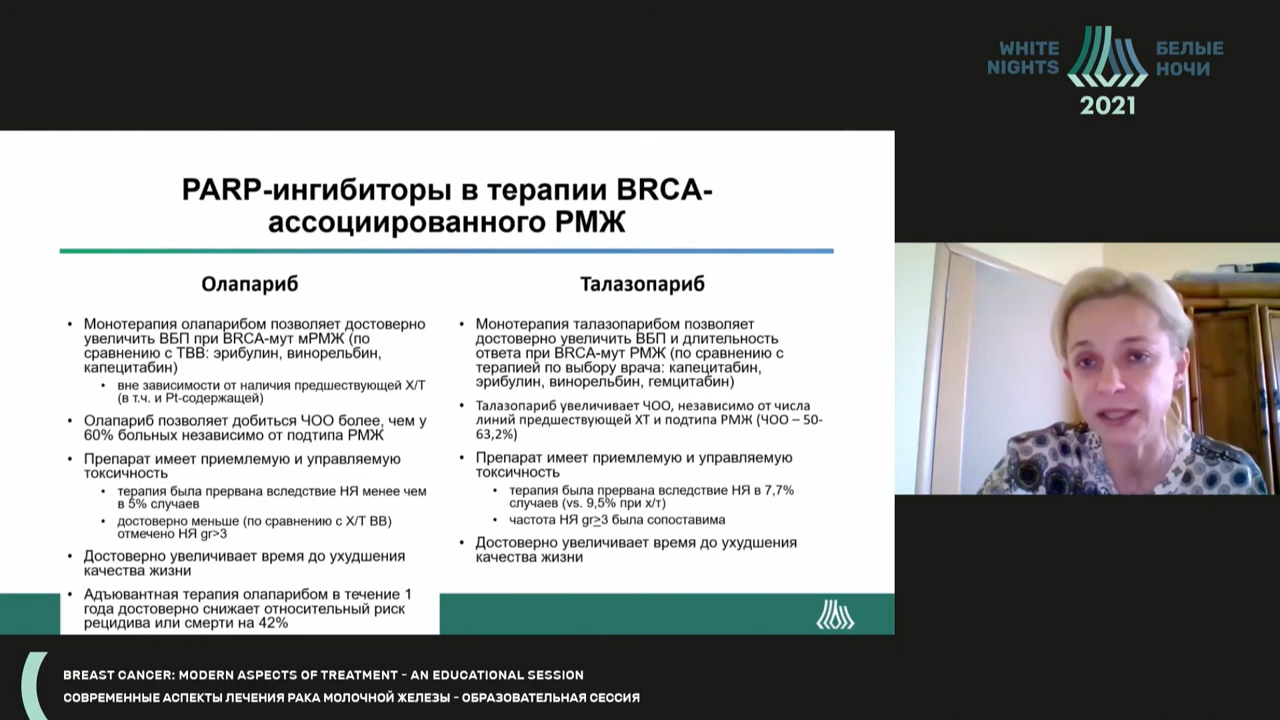 WHITE
NIGHTS
БЕЛЫЕ
НОЧИ
2021
PARP-ингибиторы в терапии BRCA-
ассоциированного РМЖ
Олапариб
• Монотерапия олапарибом позволяет достоверно
увеличить ВБП при BRCA-мут мРМЖ (по
сравнению с ТВВ: эрибулин, винорельбин,
капецитабин)
• вне зависимости от наличия предшествующей Х/Т
(в т.ч. и Pt-содержащей)
• Олапариб позволяет добиться ЧОО более, чем у
60% больных независимо от подтипа РМЖ
• Препарат имеет приемлемую и управляемую
токсичность
• терапия была прервана вследствие НЯ менее чем
в 5% случаев
• достоверно меньше (по сравнению с Х/Т ВВ)
отмечено НЯ gr>3
• Достоверно увеличивает время до ухудшения
качества жизни
• Адъювантная терапия олапарибом в течение 1
года достоверно снижает относительный риск
рецидива или смерти на 42%
Талазопариб
• Монотерапия талазопарибом позволяет
достоверно увеличить ВБП и длительность
ответа при BRCA-мут РМЖ (по сравнению с
терапией по выбору врача: капецитабин,
эрибулин, винорельбин, гемцитабин)
• Талазопариб увеличивает ЧОО, независимо от числа
линий предшествующей ХТ и подтипа РМЖ (ЧОО – 50-
63,2%)
• Препарат имеет приемлемую и управляемую
токсичность
• терапия была прервана вследствие НЯ в 7,7%
случаев (vs. 9,5% при х/т)
• частота НЯ gr≥3 была сопоставима
• Достоверно увеличивает время до ухудшения
качества жизни
BREAST CANCER: MODERN ASPECTS OF TREATMENT - AN EDUCATIONAL SESSION
СОВРЕМЕННЫЕ АСПЕКТЫ ЛЕЧЕНИЯ РАКА МОЛОЧНОЙ ЖЕЛЕЗЫ - ОБРАЗОВАТЕЛЬНАЯ СЕССИЯ